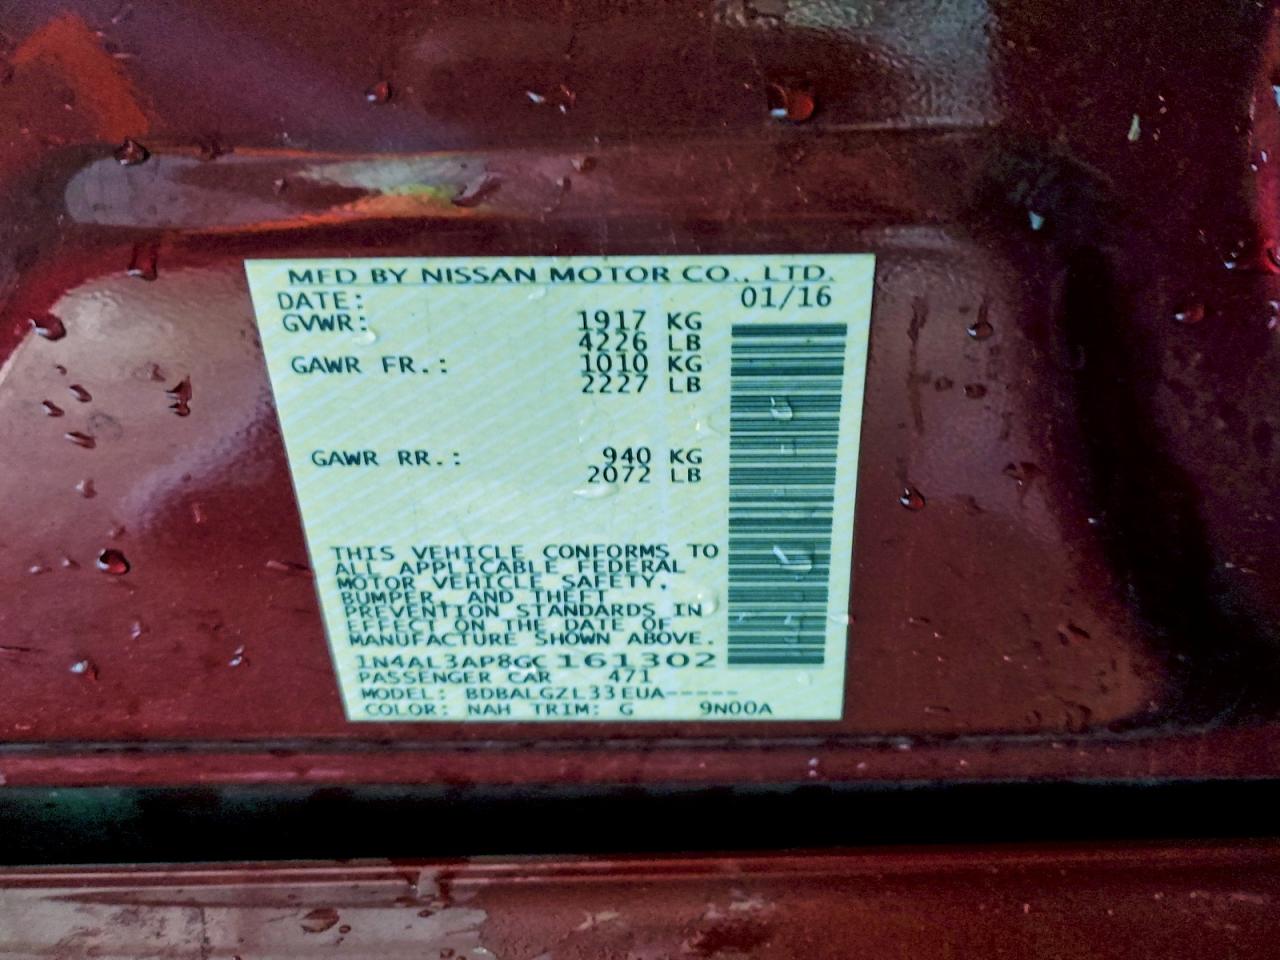 MFD BY NISSAN MOTOR CO., LTD.
DATE: 01/16
GVWR: 1917 KG
4226 LB
GAWR FR.: 1010 KG
2227 LB
GAWR RR.: 940 KG
2072 LB
THIS VEHICLE CONFORMS TO
ALL APPLICABLE FEDERAL
MOTOR VEHICLE SAFETY,
BUMPER, AND THEFT
PREVENTION STANDARDS IN
EFFECT ON THE DATE OF
MANUFACTURE SHOWN ABOVE.
1N4AL3AP8GC161302
PASSENGER CAR 471
MODEL: BDBALGZL33EUA-----
COLOR: NAH TRIM: G 9N00A